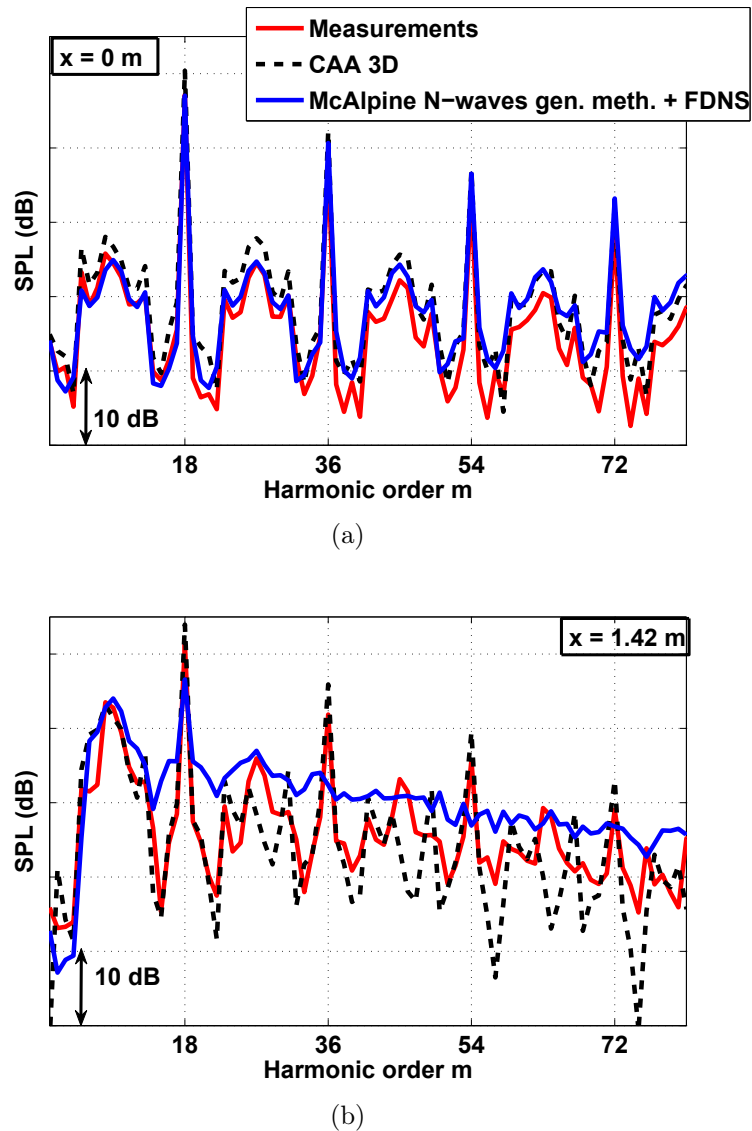 Measurements
CAA 3D
McAlpine N−waves gen. meth. + FDNS
x = 0 m
SPL (dB)
10 dB
18 36 54 72
Harmonic order m
(a)
x = 1.42 m
SPL (dB)
10 dB
18 36 54 72
Harmonic order m
(b)